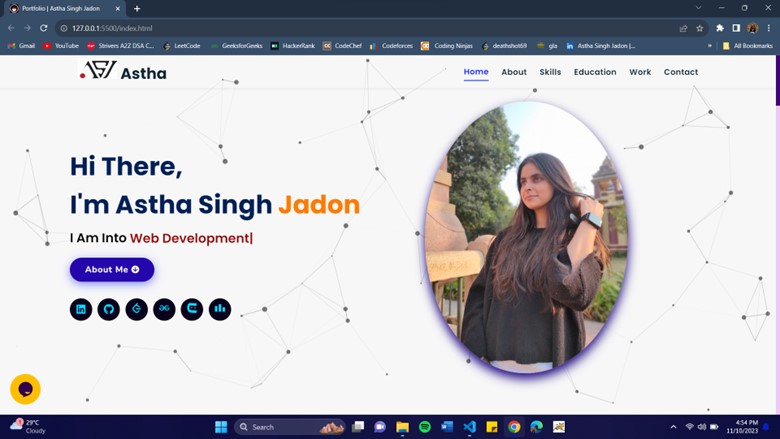 Portfolio | Astha Singh Jadon
127.0.0.1:5500/index.html
Gmail
YouTube
Strivers A2Z DSA C...
LeetCode
GeeksforGeeks
HackerRank
CodeChef
Codeforces
Coding Ninjas
deathshot69
gla
Astha Singh Jadon |...
All Bookmarks
Astha
Home
About
Skills
Education
Work
Contact
Hi There,
I'm Astha Singh Jadon
I Am Into Web Development|
About Me
29°C
Cloudy
Search
4:54 PM
11/10/2023